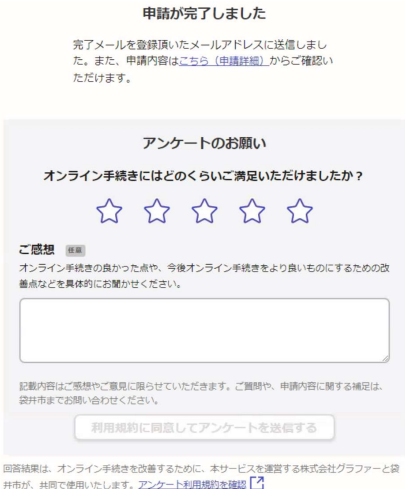 申請が完了しました
完了メールを登録頂いたメールアドレスに送信しまし
た。また、申請内容はこちら（申請詳細）からご確認い
ただけます。
アンケートのお願い
オンライン手続きにはどのくらいご満足いただけましたか？
ご感想 任意
オンライン手続きの良かった点や、今後オンライン手続きをより良いものにするための改
善点などを具体的にお聞かせください。
記載内容はご感想やご意見に限らせていただきます。ご質問や、申請内容に関する補足は、
袋井市までお問い合わせください。
利用規約に同意してアンケートを送信する
回答結果は、オンライン手続きを改善するために、本サービスを運営する株式会社グラファーと袋
井市が、共同で使用いたします。アンケート利用規約を確認